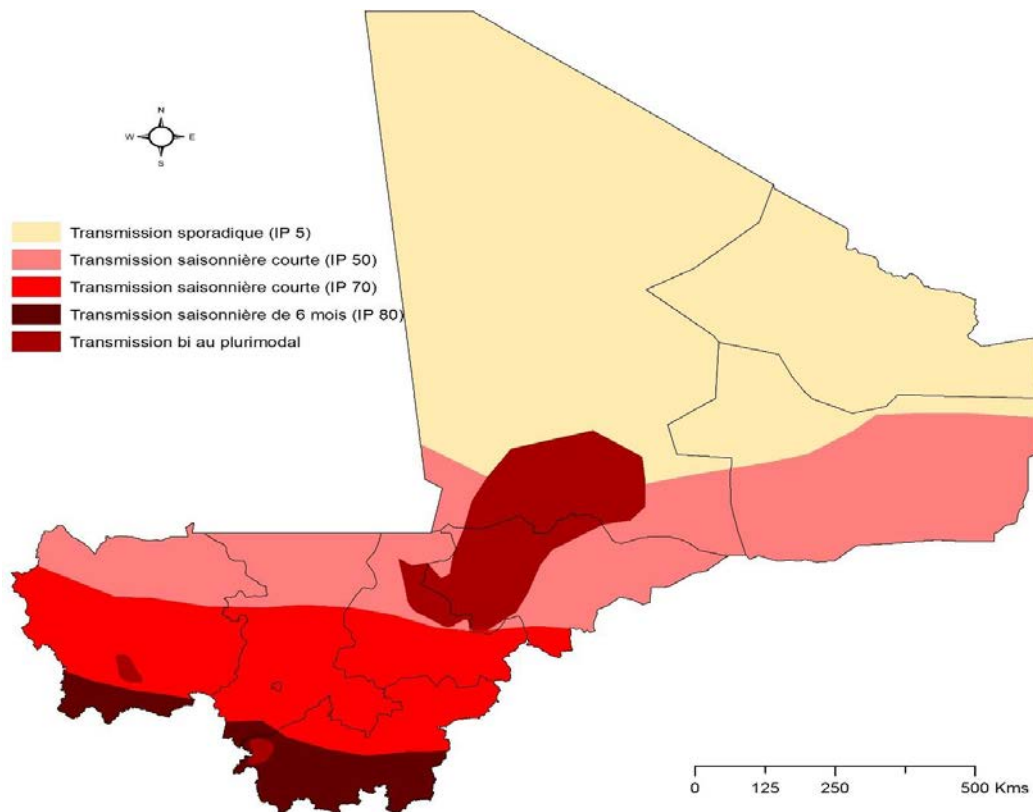 N
W E
S
Transmission sporadique (IP 5)
Transmission saisonnière courte (IP 50)
Transmission saisonnière courte (IP 70)
Transmission saisonnière de 6 mois (IP 80)
Transmission bi au plurimodal
0 125 250 500 Kms